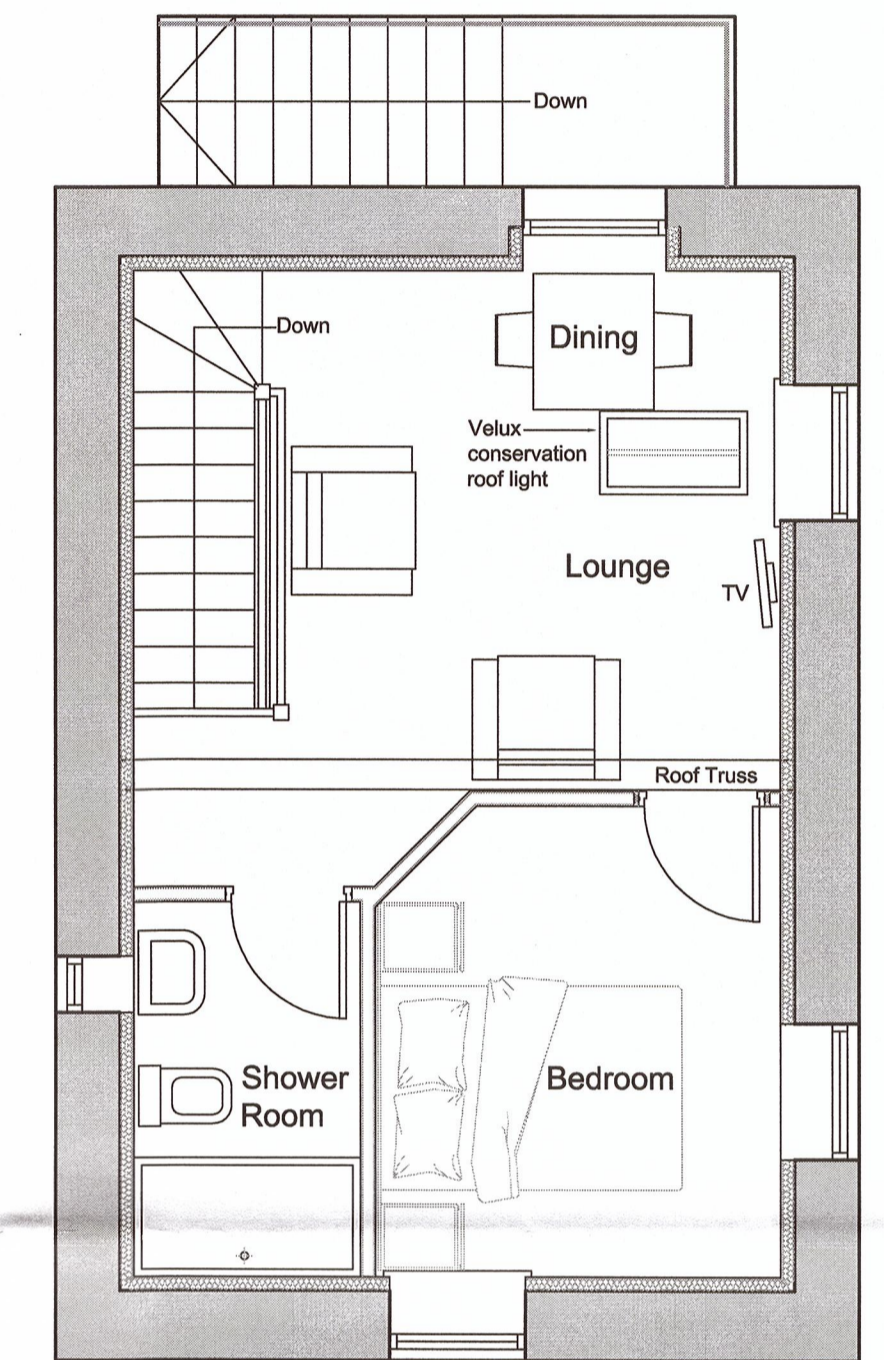 Down
Down
Dining
Velux
conservation
roof light
Lounge
TV
Roof Truss
Shower
Room
Bedroom